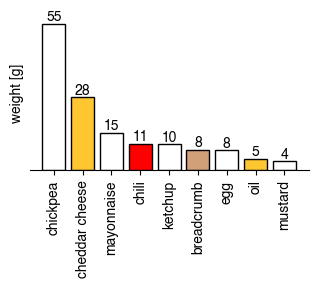 weight [g]
55
28
15
11
10
8
8
5
4
chickpea
cheddar cheese
mayonnaise
chili
ketchup
breadcrumb
egg
oil
mustard